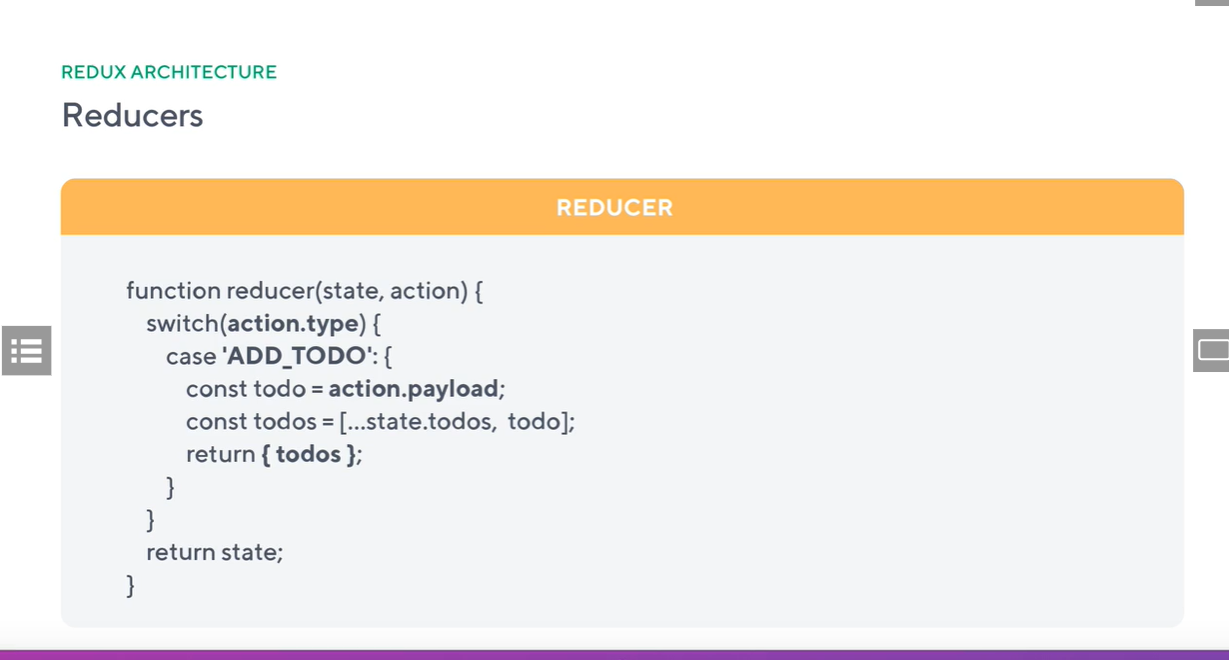 REDUX ARCHITECTURE
Reducers
REDUCER
function reducer(state, action) {
switch(action.type) {
case 'ADD_TODO': {
const todo = action.payload;
const todos = [...state.todos, todo];
return { todos };
}
}
return state;
}